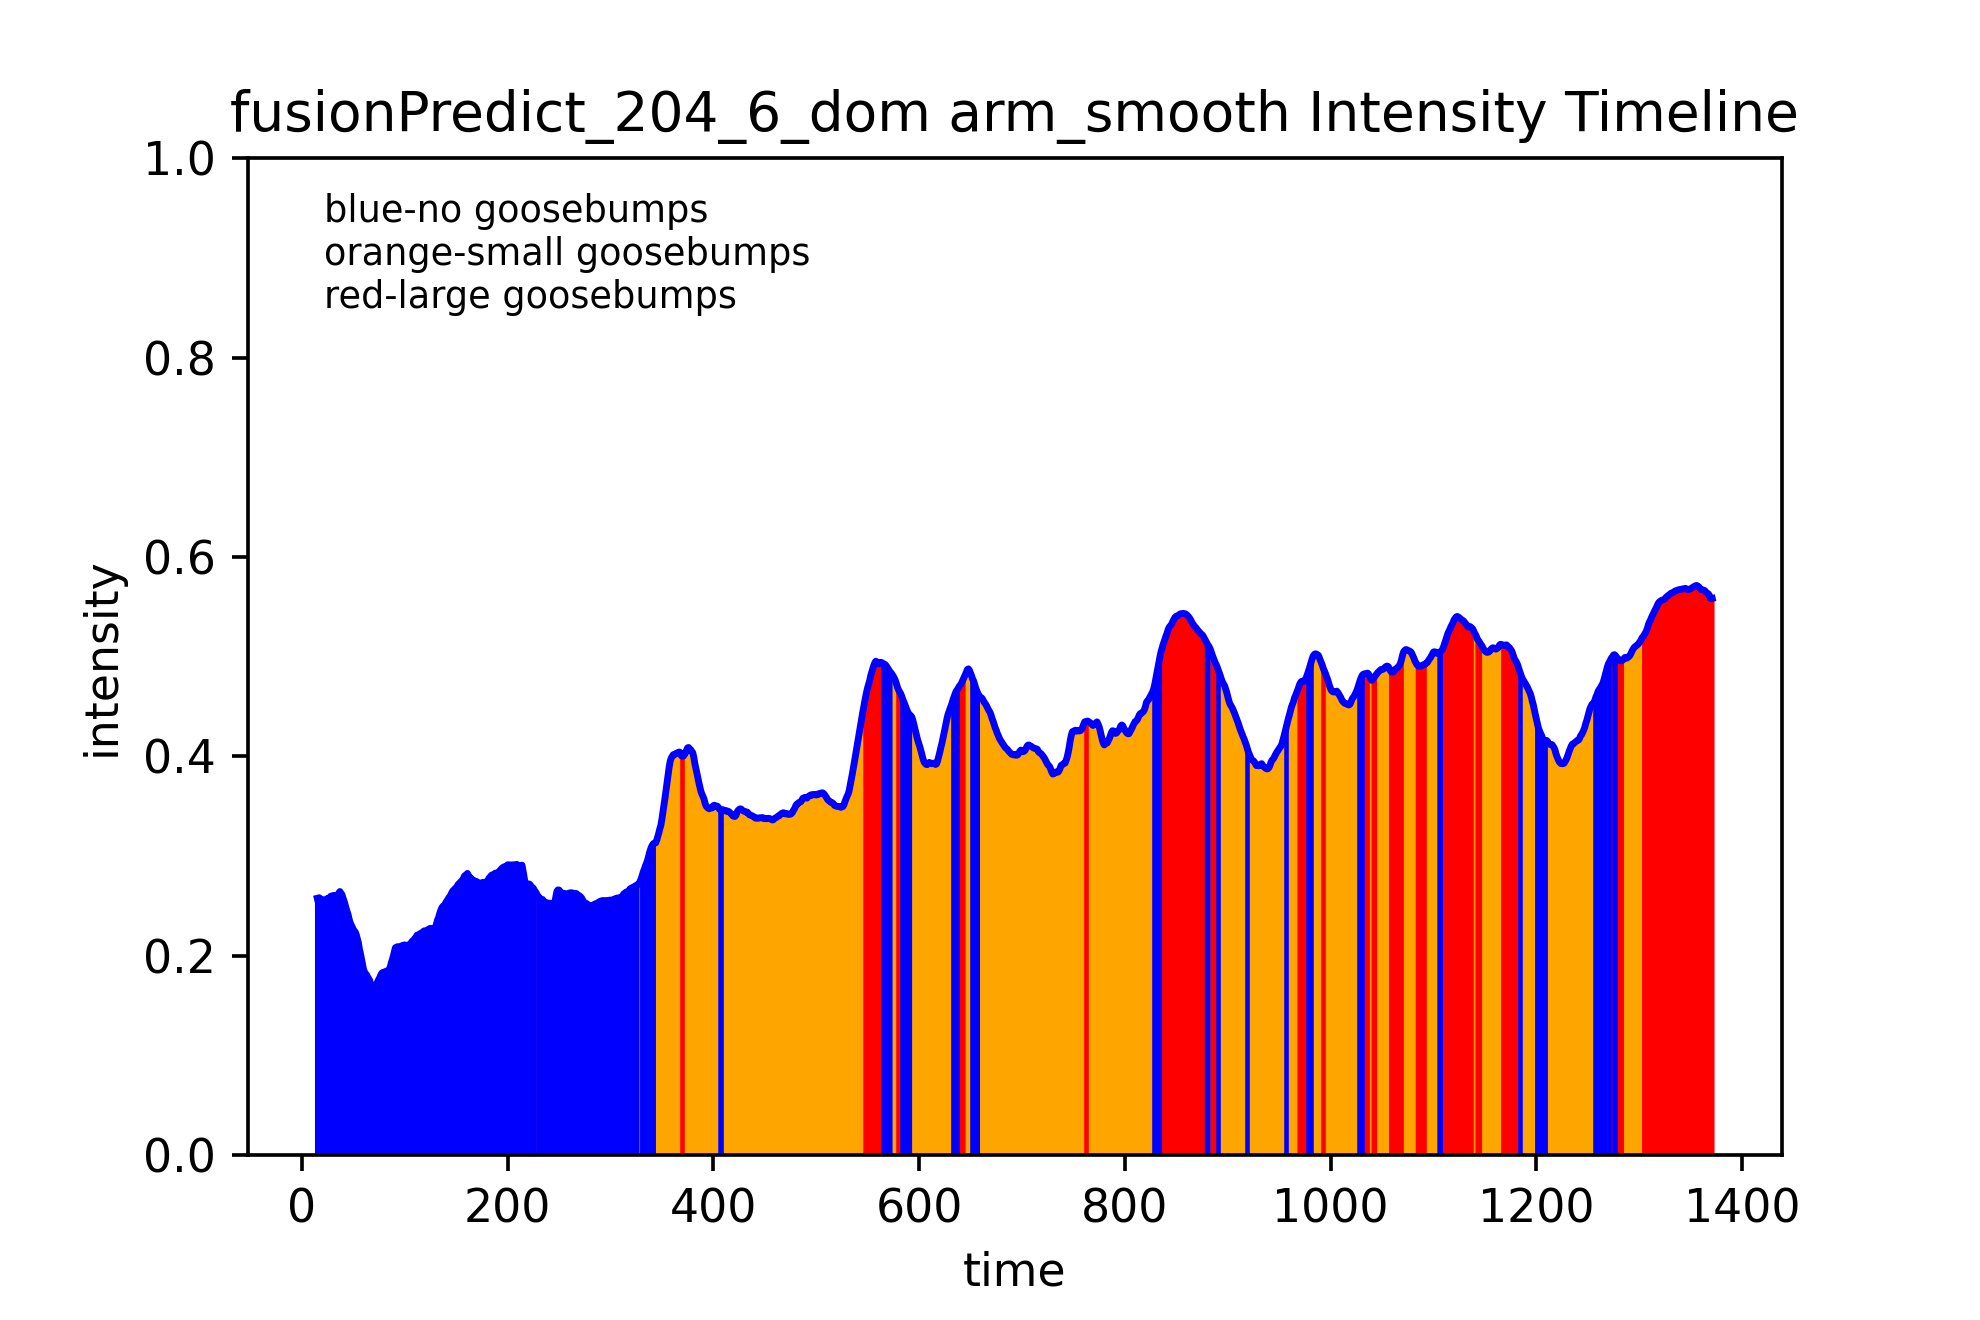 fusionPredict_204_6_dom arm_smooth Intensity Timeline
1.0
blue-no goosebumps
orange-small goosebumps
red-large goosebumps
0.8
0.6
intensity
0.4
0.2
0.0
0 200 400 600 800 1000 1200 1400
time